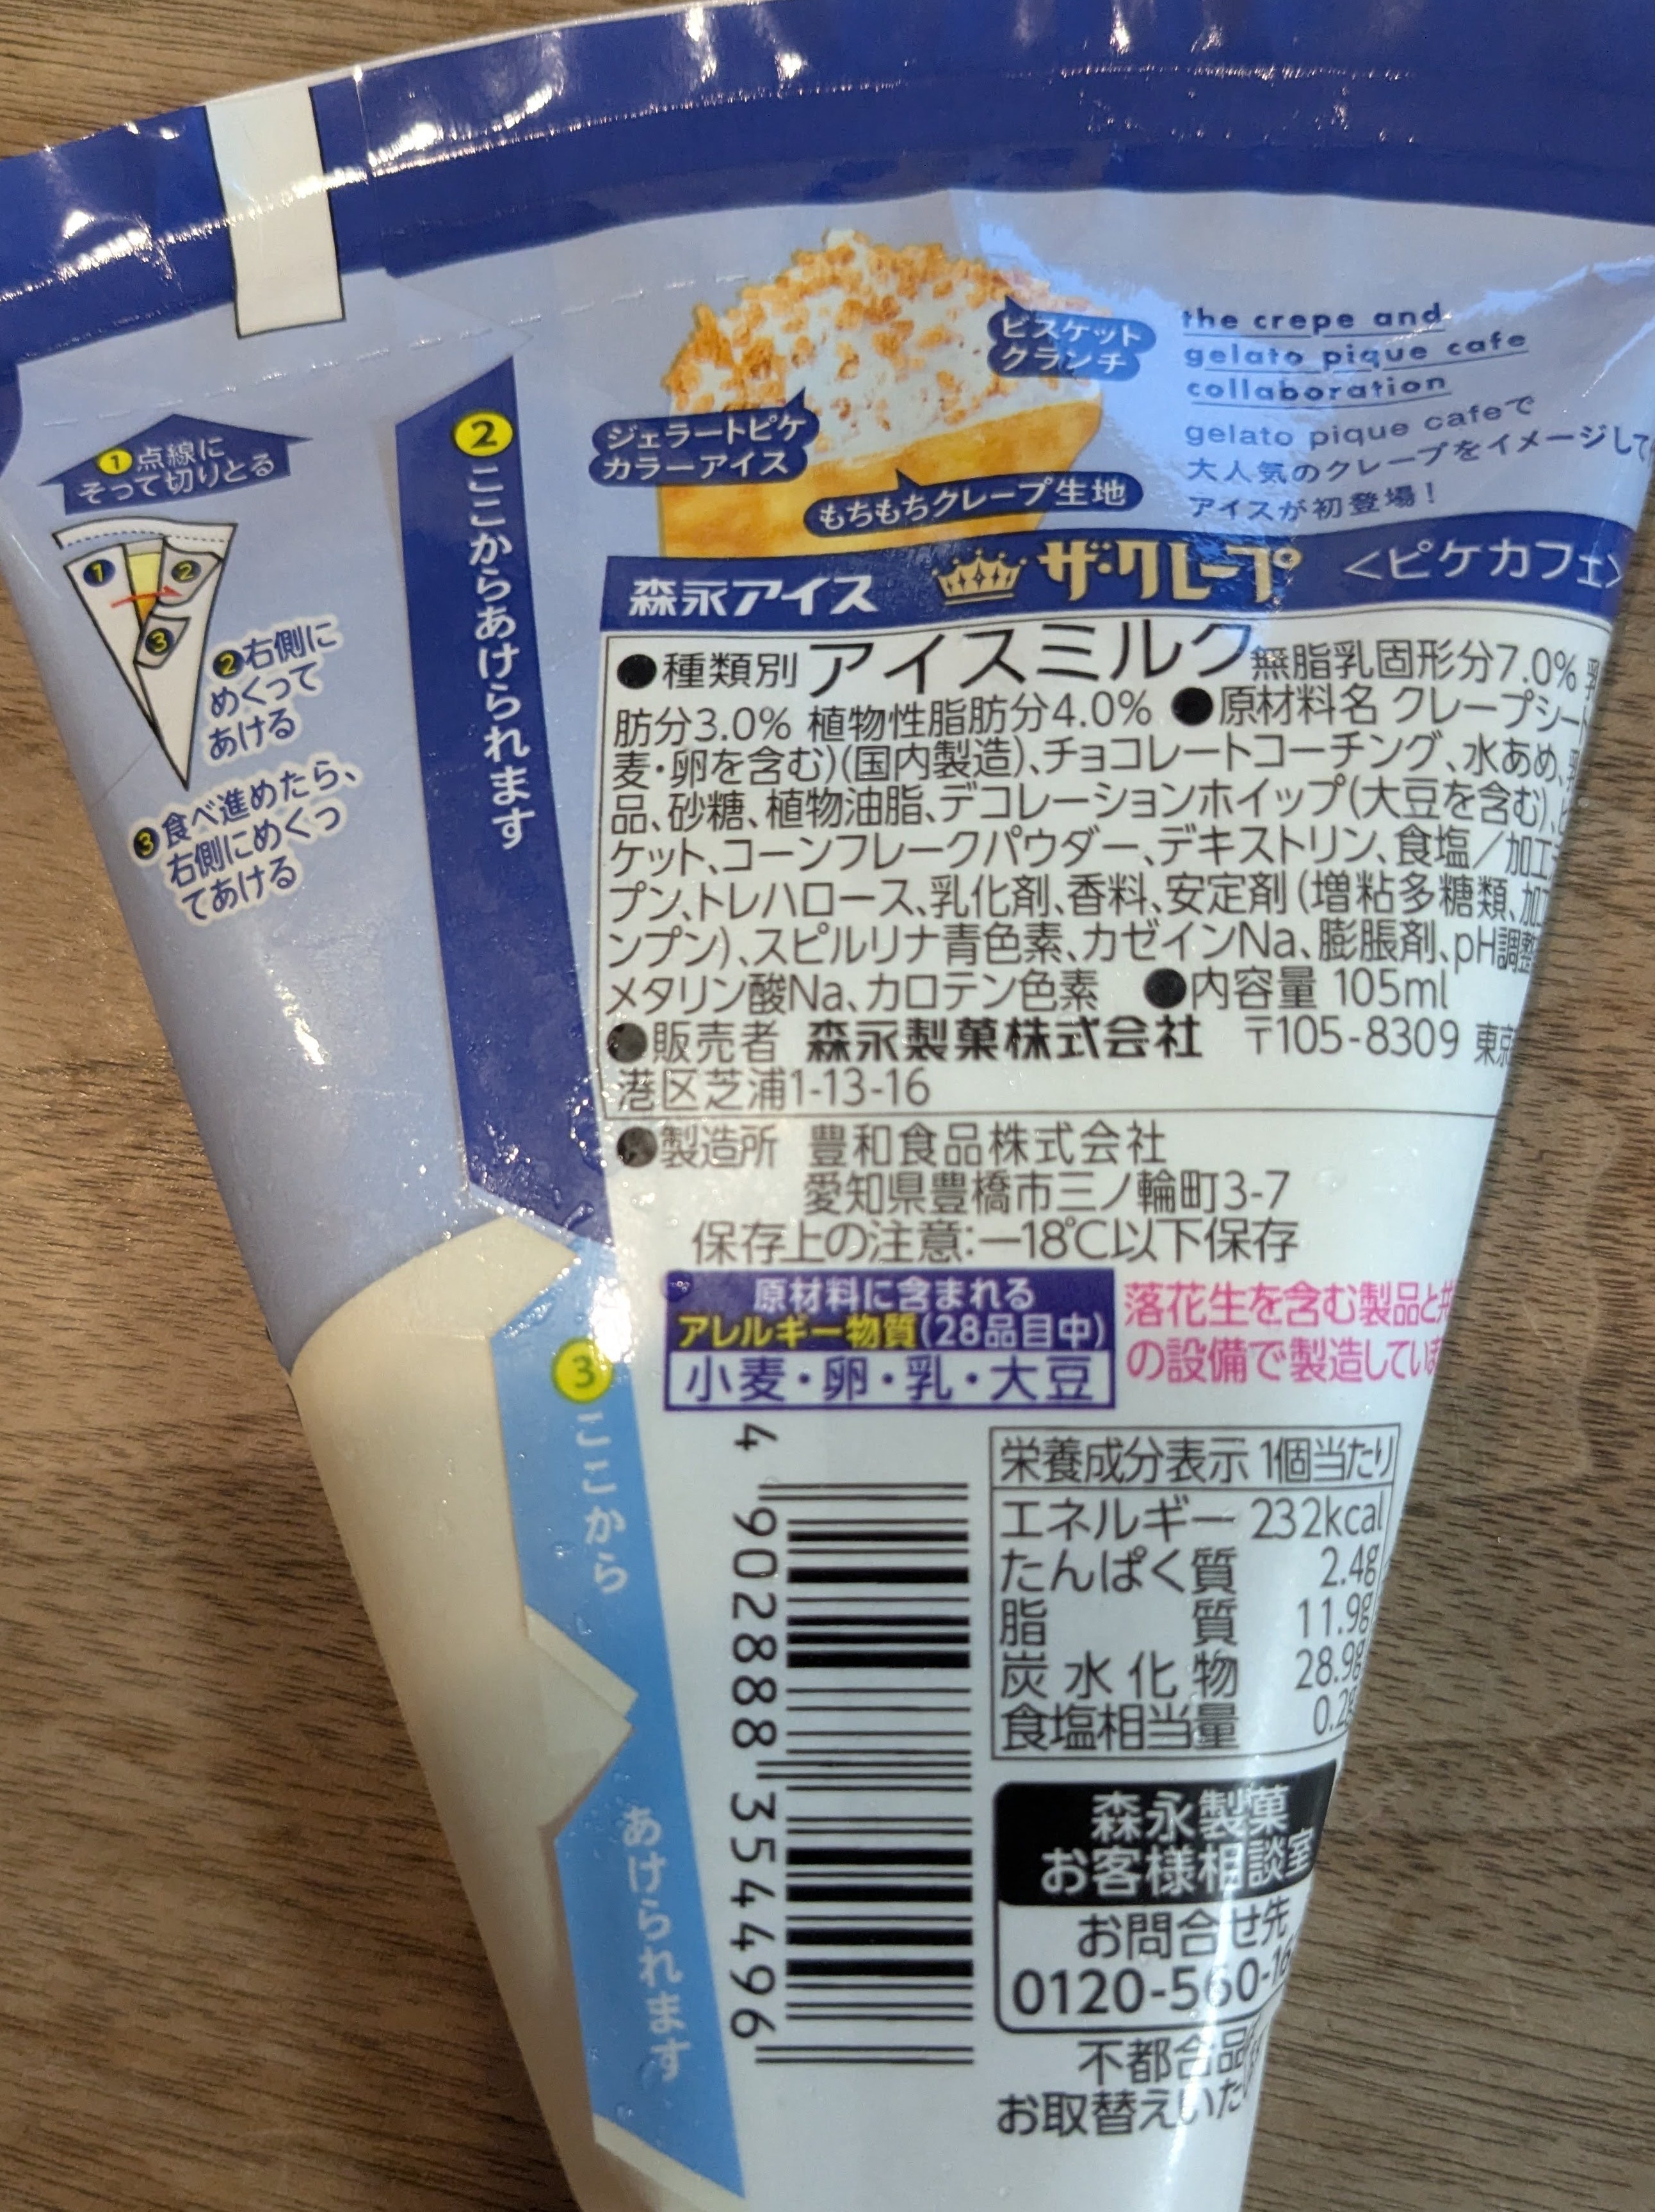 ①点線に
そって切りとる
① ② ③
②右側に
めくって
あける
③食べ進めたら、
右側にめくっ
てあける
②ここからあけられます
③ここから
あけられます
ビスケット
クランチ
ジェラートピケ
カラーアイス
もちもちクレープ生地
the crepe and
gelato pique cafe
collaboration
gelato pique cafeで
大人気のクレープをイメージして
アイスが初登場!
森永アイス ザ・クレープ <ピケカフェ>
●種類別 アイスミルク 無脂乳固形分7.0% 乳
肪分3.0% 植物性脂肪分4.0% ●原材料名 クレープシート
麦・卵を含む)(国内製造)、チョコレートコーチング、水あめ、乳
品、砂糖、植物油脂、デコレーションホイップ(大豆を含む)、ビ
ケット、コーンフレークパウダー、デキストリン、食塩/加工
プン、トレハロース、乳化剤、香料、安定剤(増粘多糖類、加工
ンプン)、スピルリナ青色素、カゼインNa、膨脹剤、pH調整
メタリン酸Na、カロテン色素 ●内容量 105ml
●販売者 森永製菓株式会社 〒105-8309 東京
港区芝浦1-13-16
●製造所 豊和食品株式会社
愛知県豊橋市三ノ輪町3-7
保存上の注意:−18℃以下保存
原材料に含まれる
アレルギー物質(28品目中)
小麦・卵・乳・大豆
落花生を含む製品と共
の設備で製造していま
4 902888 354496
栄養成分表示 1個当たり
エネルギー 232kcal
たんぱく質 2.4g
脂質 11.9g
炭水化物 28.9g
食塩相当量 0.2g
森永製菓
お客様相談室
お問合せ先
0120-560-16
不都合品
お取替えいた